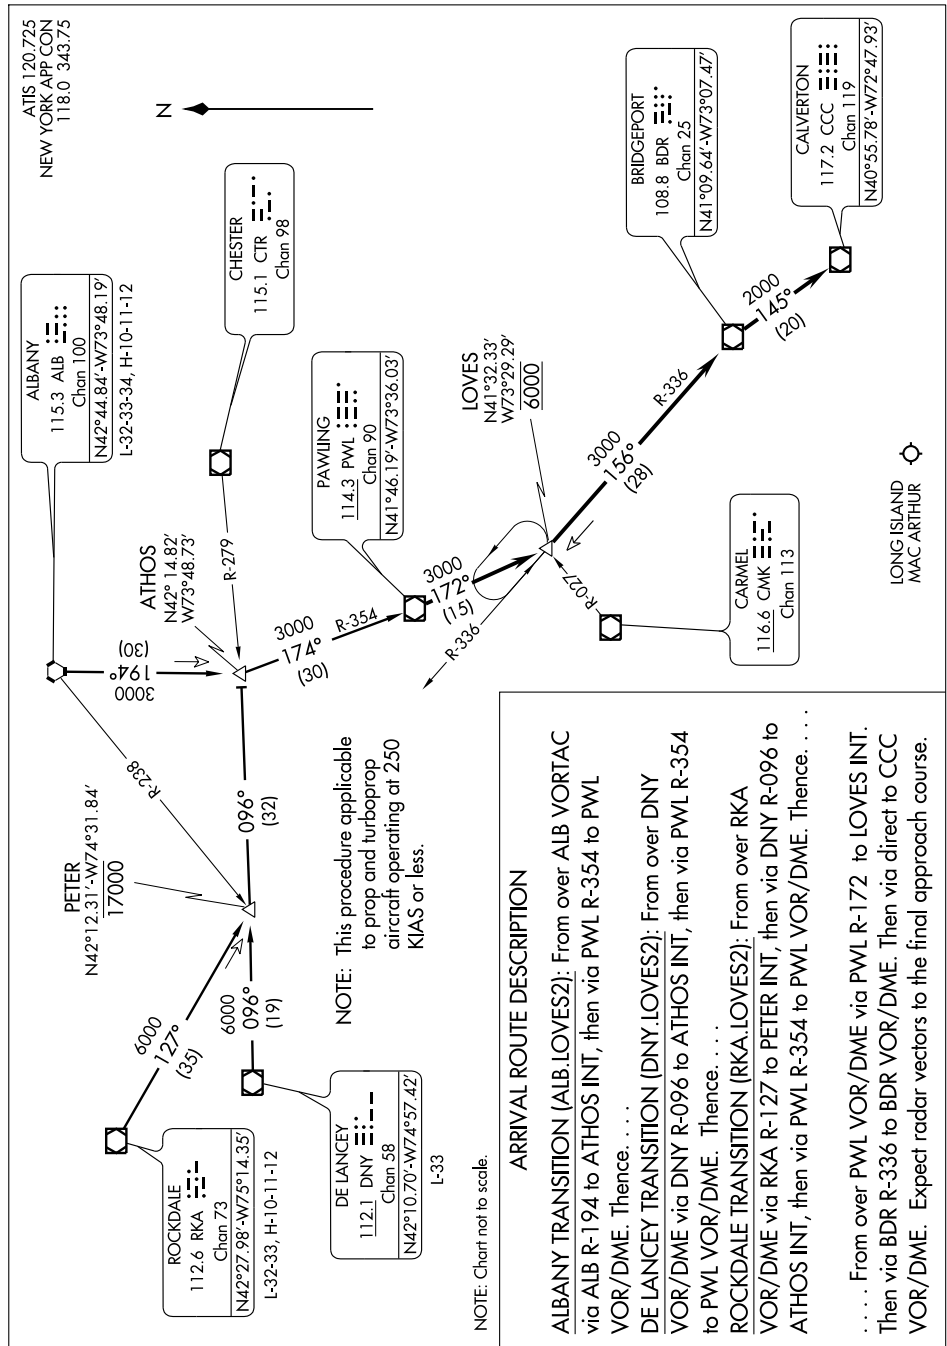 ATIS 120.725
NEW YORK APP CON
118.0 343.75
N
ALBANY
115.3 ALB
Chan 100
N42°44.84'-W73°48.19'
L-32-33-34, H-10-11-12
CHESTER
115.1 CTR
Chan 98
R-279
PAWLING
114.3 PWL
Chan 90
N41°46.19'-W73°36.03'
BRIDGEPORT
108.8 BDR
Chan 25
N41°09.64'-W73°07.47'
CALVERTON
117.2 CCC
Chan 119
N40°55.78'-W72°47.93'
ATHOS
N42° 14.82'
W73°48.73'
LOVES
N41°32.33'
W73°29.29'
6000
3000
194°
(30)
3000
174°
(30)
R-354
3000
172°
(15)
R-336
3000
156°
(28)
R-336
2000
145°
(20)
R-027
CARMEL
116.6 CMK
Chan 113
LONG ISLAND
MAC ARTHUR
R-238
PETER
N42°12.31'-W74°31.84'
17000
096°
(32)
6000
127°
(35)
6000
096°
(19)
ROCKDALE
112.6 RKA
Chan 73
N42°27.98'-W75°14.35'
L-32-33, H-10-11-12
DE LANCEY
112.1 DNY
Chan 58
N42°10.70'-W74°57.42'
L-33
NOTE: This procedure applicable
to prop and turboprop
aircraft operating at 250
KIAS or less.
NOTE: Chart not to scale.
ARRIVAL ROUTE DESCRIPTION
ALBANY TRANSITION (ALB.LOVES2): From over ALB VORTAC
via ALB R-194 to ATHOS INT, then via PWL R-354 to PWL
VOR/DME. Thence. . . .
DE LANCEY TRANSITION (DNY.LOVES2): From over DNY
VOR/DME via DNY R-096 to ATHOS INT, then via PWL R-354
to PWL VOR/DME. Thence. . . .
ROCKDALE TRANSITION (RKA.LOVES2): From over RKA
VOR/DME via RKA R-127 to PETER INT, then via DNY R-096 to
ATHOS INT, then via PWL R-354 to PWL VOR/DME. Thence. . . .
. . . . From over PWL VOR/DME via PWL R-172 to LOVES INT.
Then via BDR R-336 to BDR VOR/DME. Then via direct to CCC
VOR/DME. Expect radar vectors to the final approach course.